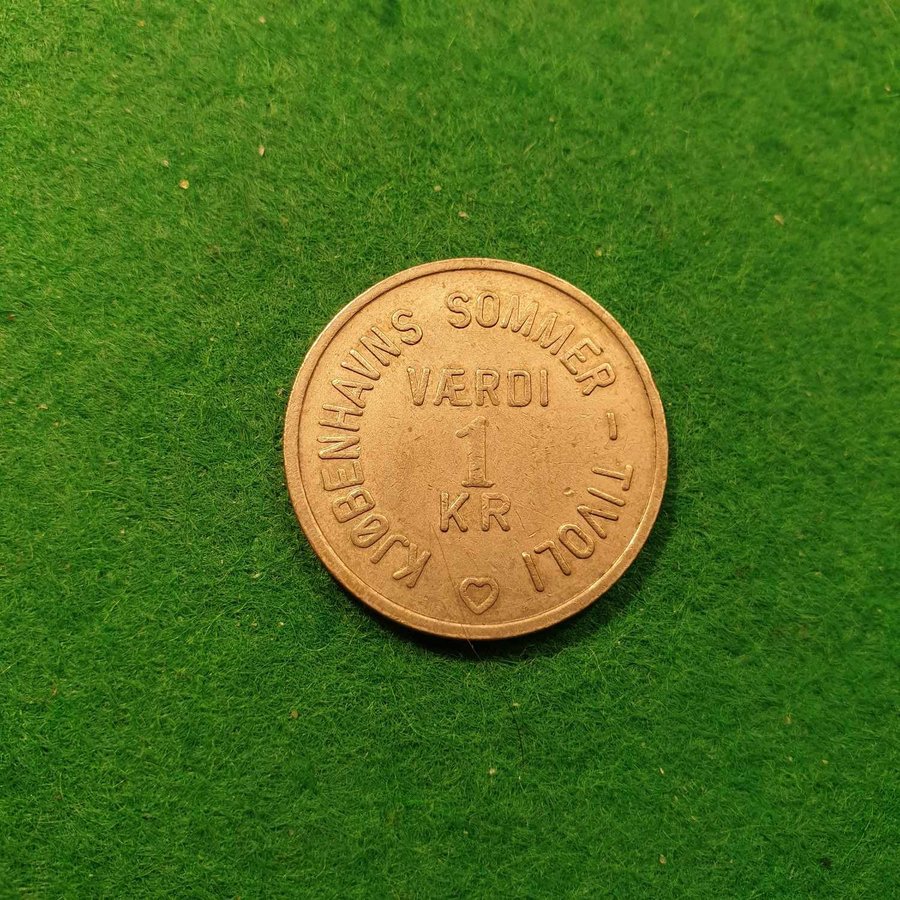 KJØBENHAVNS SOMMER - TIVOLI
VÆRDI
1
KR